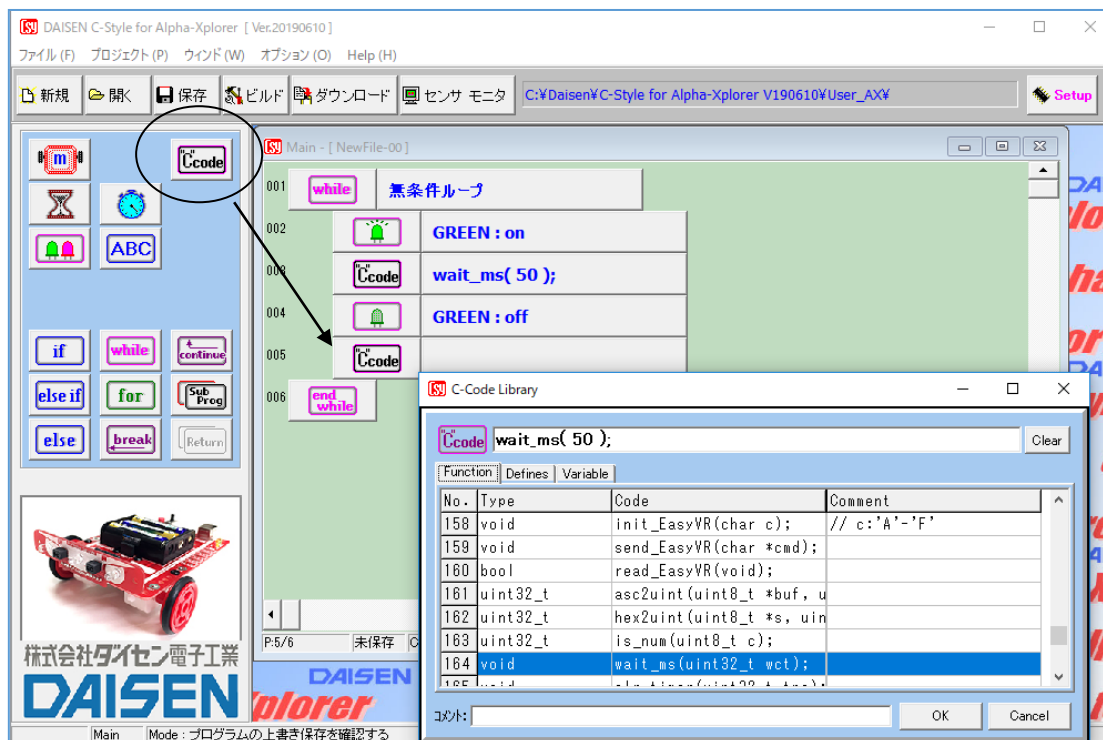 DAISEN C-Style for Alpha-Xplorer [ Ver.20190610 ]
ファイル (F) プロジェクト (P) ウィンド (W) オプション (O) Help (H)
新規 開く 保存 ビルド ダウンロード センサ モニタ C:¥Daisen¥C-Style for Alpha-Xplorer V190610¥User_AX¥ Setup
m "C"code
ABC
if while continue
else if for Sub Prog
else break Return
Main - [ NewFile-00 ]
001 while 無条件ループ
002 GREEN : on
003 "C"code wait_ms( 50 );
004 GREEN : off
005 "C"code
006 end while
P:5/6 未保存
C-Code Library
"C"code wait_ms( 50 ); Clear
Function Defines Variable
No. Type Code Comment
158 void init_EasyVR(char c); // c:'A'-'F'
159 void send_EasyVR(char *cmd);
160 bool read_EasyVR(void);
161 uint32_t asc2uint(uint8_t *buf, u
162 uint32_t hex2uint(uint8_t *s, uin
163 uint32_t is_num(uint8_t c);
164 void wait_ms(uint32_t wct);
コメント: OK Cancel
株式会社ダイセン電子工業
DAISEN
DAISEN
plorer
Main Mode : プログラムの上書き保存を確認する